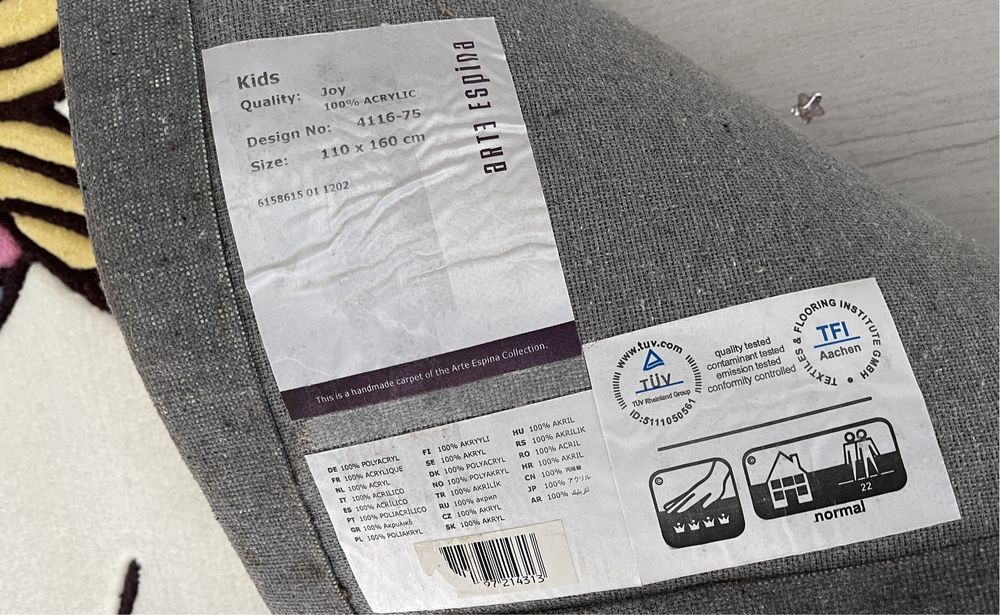 Kids
Quality: Joy
100% ACRYLIC
Design No: 4116-75
Size: 110 x 160 cm
6158615 01 1202
ARTE ESPINA
This is a handmade carpet of the Arte Espina Collection.
www.tuv.com
TÜV
TÜV Rheinland Group
ID:5111050561
quality tested
contaminant tested
emission tested
conformity controlled
TEXTILES & FLOORING INSTITUTE GMBH
TFI
Aachen
22
normal
DE 100% POLYACRYL
FR 100% ACRYLIQUE
NL 100% ACRYL
IT 100% ACRILICO
ES 100% ACRÍLICO
PT 100% POLIACRÍLICO
GR 100% Ακρυλικό
PL 100% POLIAKRYL
FI 100% AKRYYLI
SE 100% AKRYL
DK 100% POLYACRYL
NO 100% POLYAKRYL
TR 100% AKRİLİK
RU 100% акрил
CZ 100% AKRYL
SK 100% AKRYL
HU 100% AKRIL
RS 100% AKRILIK
RO 100% ACRIL
HR 100% AKRIL
CN 100%
JP 100% アクリル
AR 100%
97214313